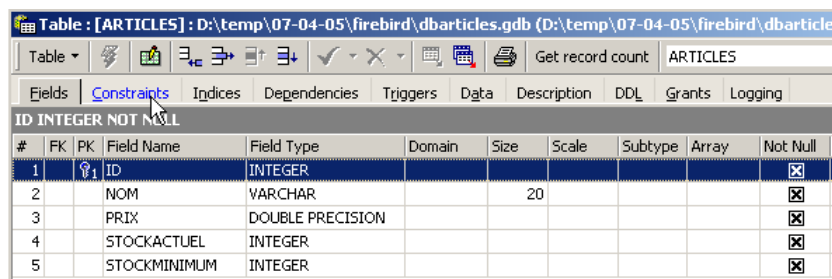 Table : [ARTICLES] : D:\temp\07-04-05\firebird\dbarticles.gdb (D:\temp\07-04-05\firebird\dbarticle
Table Get record count ARTICLES
Fields Constraints Indices Dependencies Triggers Data Description DDL Grants Logging
ID INTEGER NOT NULL
# FK PK Field Name Field Type Domain Size Scale Subtype Array Not Null
1 1 ID INTEGER
2 NOM VARCHAR 20
3 PRIX DOUBLE PRECISION
4 STOCKACTUEL INTEGER
5 STOCKMINIMUM INTEGER